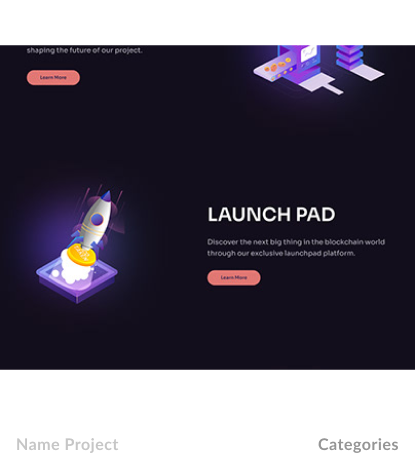 shaping the future of our project.
Learn More
LAUNCH PAD
Discover the next big thing in the blockchain world
through our exclusive launchpad platform.
Learn More
Name Project
Categories